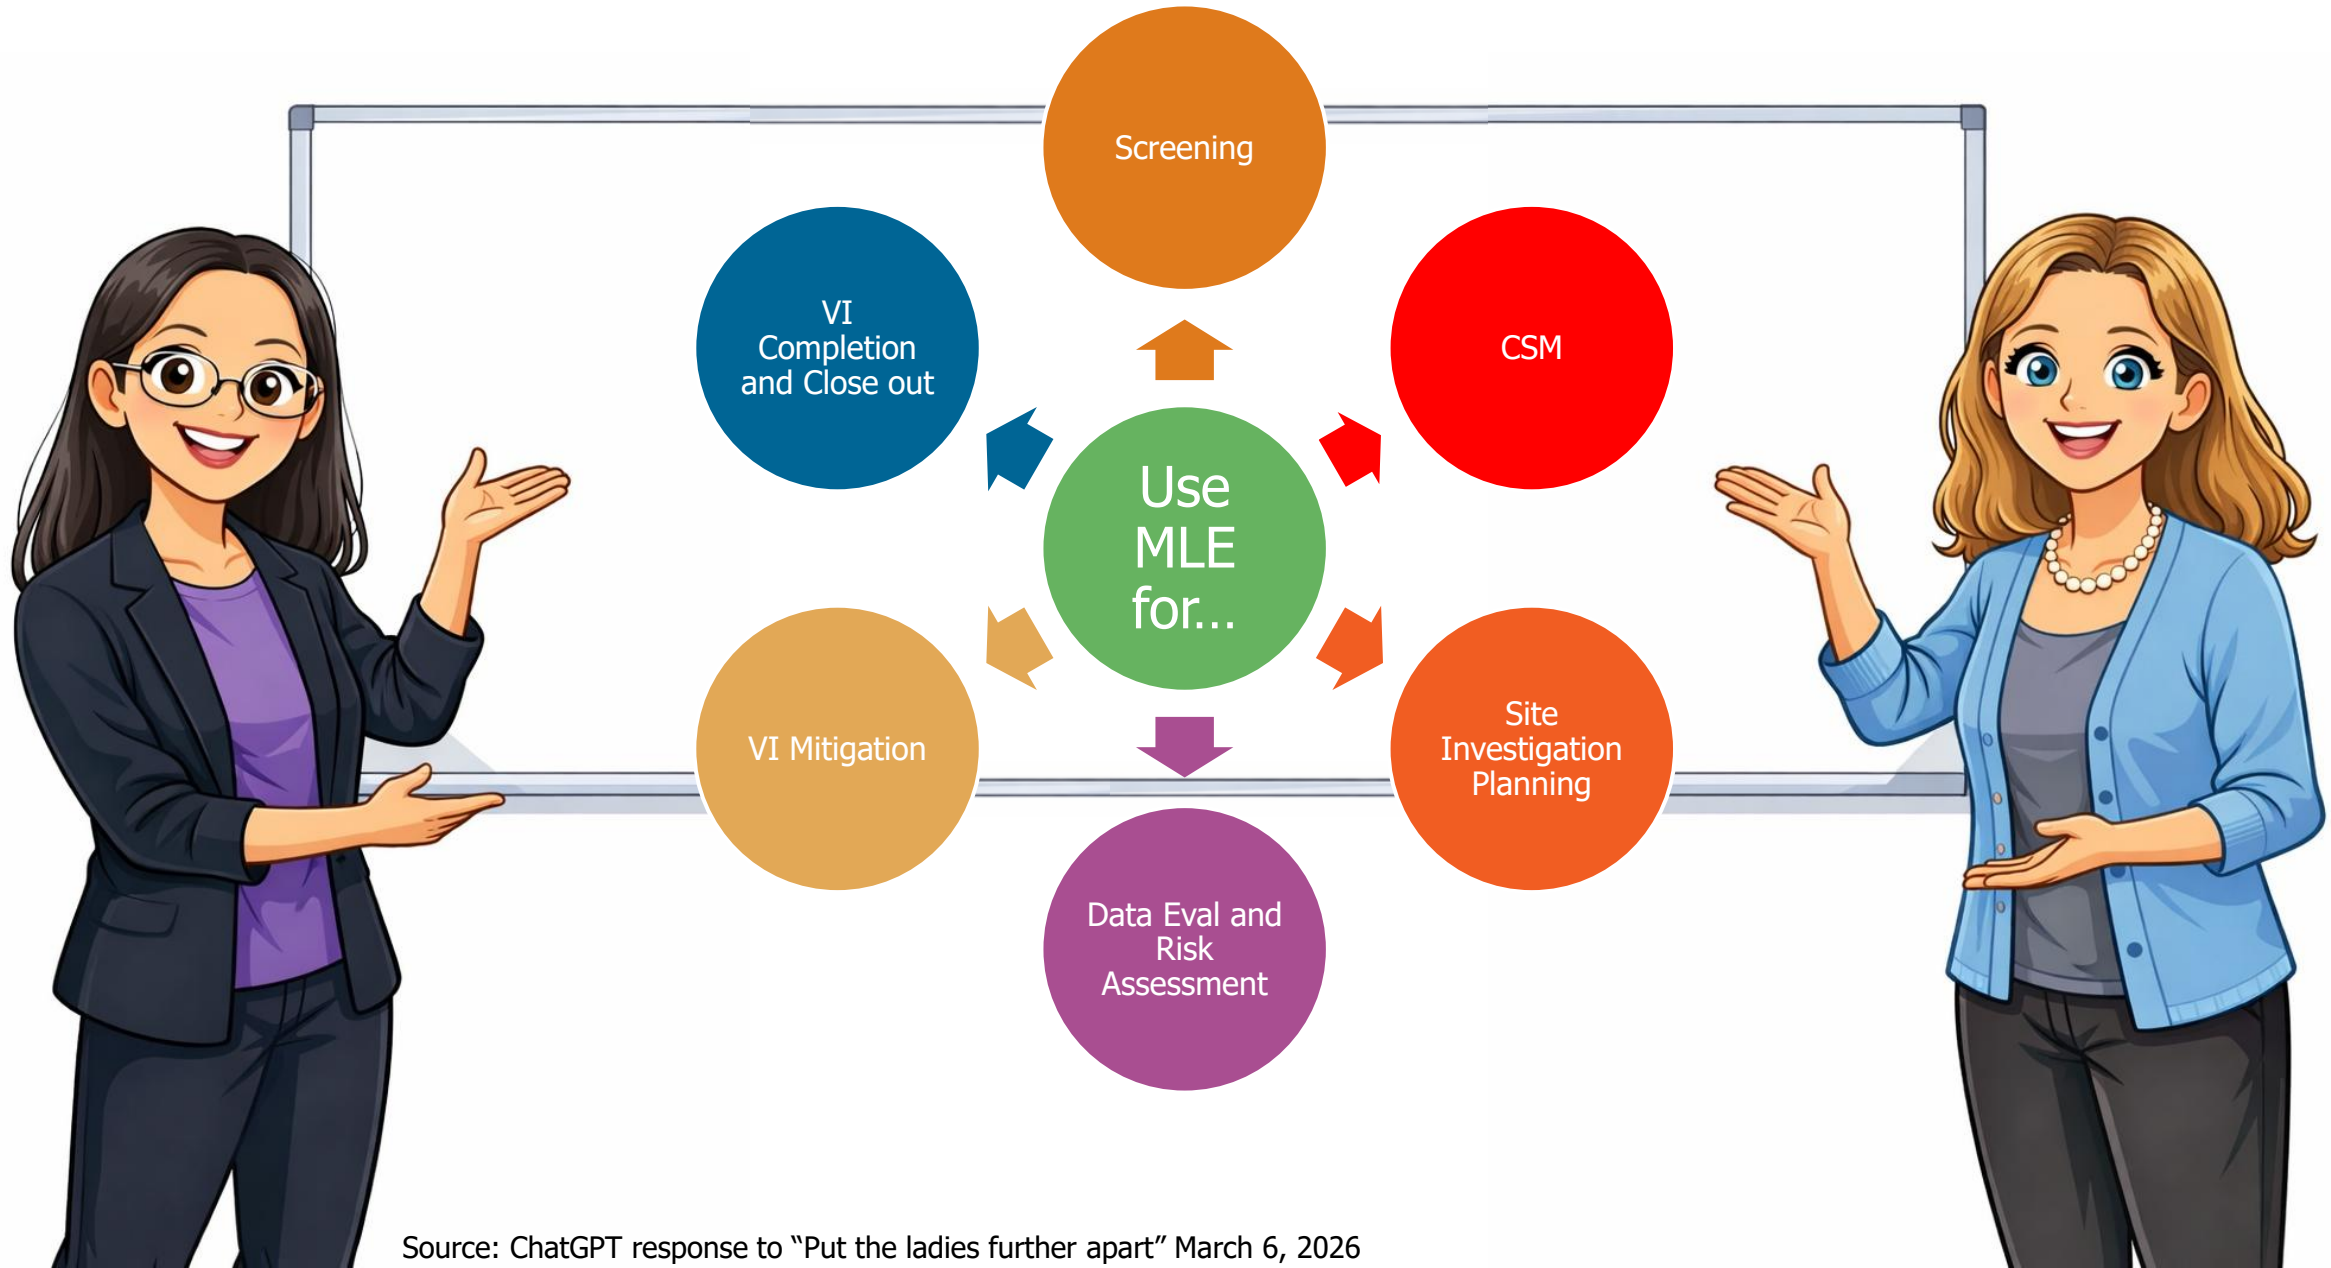 Screening
VI
Completion
and Close out
CSM
Use
MLE
for...
VI Mitigation
Site
Investigation
Planning
Data Eval and
Risk
Assessment
Source: ChatGPT response to “Put the ladies further apart” March 6, 2026